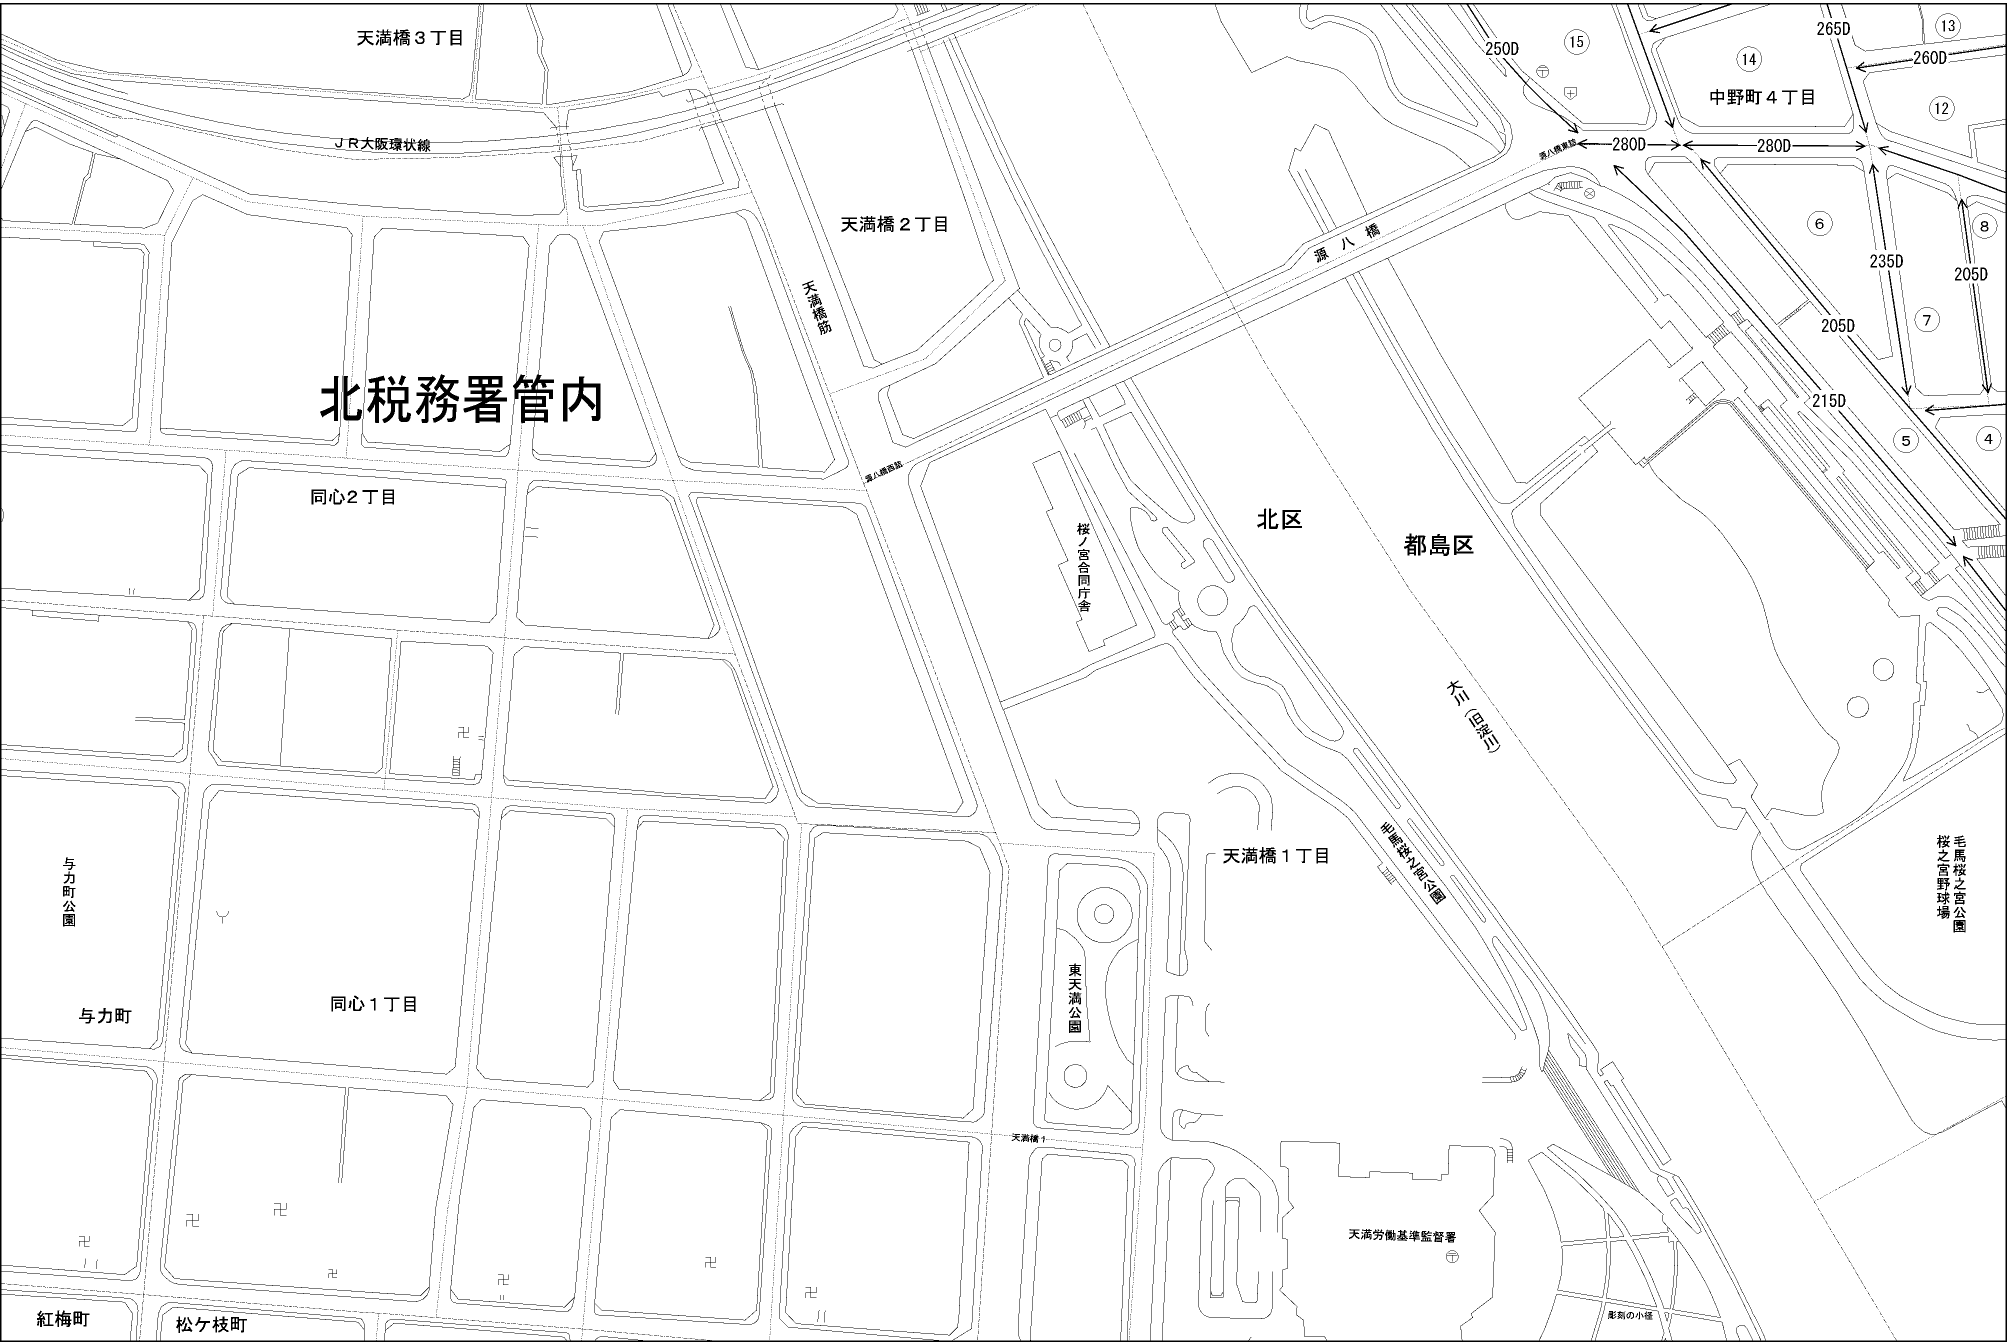 天満橋３丁目
250D
15
265D
13
14
260D
中野町４丁目
12
ＪＲ大阪環状線
源八橋東詰
280D
280D
天満橋２丁目
源八橋
6
8
235D
205D
天満橋筋
7
205D
北税務署管内
215D
5
4
源八橋西詰
同心２丁目
桜ノ宮合同庁舎
北区
都島区
大川（旧淀川）
毛馬桜之宮公園
天満橋１丁目
与力町公園
毛馬桜之宮公園
桜之宮野球場
東天満公園
同心１丁目
与力町
天満橋１
天満労働基準監督署
彫刻の小径
紅梅町
松ケ枝町